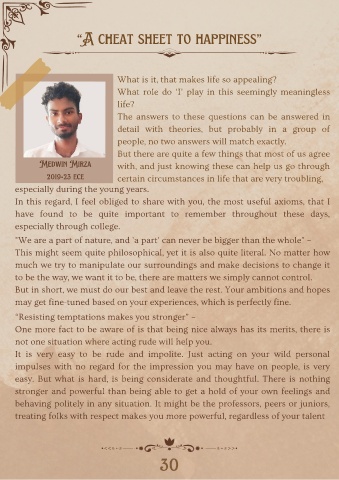 “A CHEAT SHEET TO HAPPINESS”
What is it, that makes life so appealing?
What role do 'I' play in this seemingly meaningless
life?
The answers to these questions can be answered in
detail with theories, but probably in a group of
people, no two answers will match exactly.
But there are quite a few things that most of us agree
with, and just knowing these can help us go through
certain circumstances in life that are very troubling,
MEDWIN MIRZA
2019-23 ECE
especially during the young years.
In this regard, I feel obliged to share with you, the most useful axioms, that I
have found to be quite important to remember throughout these days,
especially through college.
“We are a part of nature, and 'a part' can never be bigger than the whole” –
This might seem quite philosophical, yet it is also quite literal. No matter how
much we try to manipulate our surroundings and make decisions to change it
to be the way, we want it to be, there are matters we simply cannot control.
But in short, we must do our best and leave the rest. Your ambitions and hopes
may get fine-tuned based on your experiences, which is perfectly fine.
“Resisting temptations makes you stronger” –
One more fact to be aware of is that being nice always has its merits, there is
not one situation where acting rude will help you.
It is very easy to be rude and impolite. Just acting on your wild personal
impulses with no regard for the impression you may have on people, is very
easy. But what is hard, is being considerate and thoughtful. There is nothing
stronger and powerful than being able to get a hold of your own feelings and
behaving politely in any situation. It might be the professors, peers or juniors,
treating folks with respect makes you more powerful, regardless of your talent
30